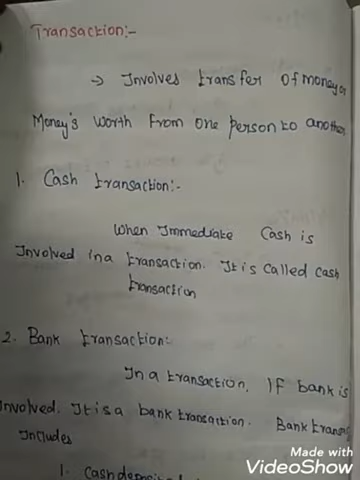 Transaction:-
→ Involves transfer of money or
Money's worth from one person to another
1. Cash transaction:-
When Immediate Cash is
Involved in a transaction. It is called cash
transaction
2. Bank transaction:-
In a transaction. If bank is
Involved. It is a bank transaction. Bank
Includes
1.
Made with
VideoShow